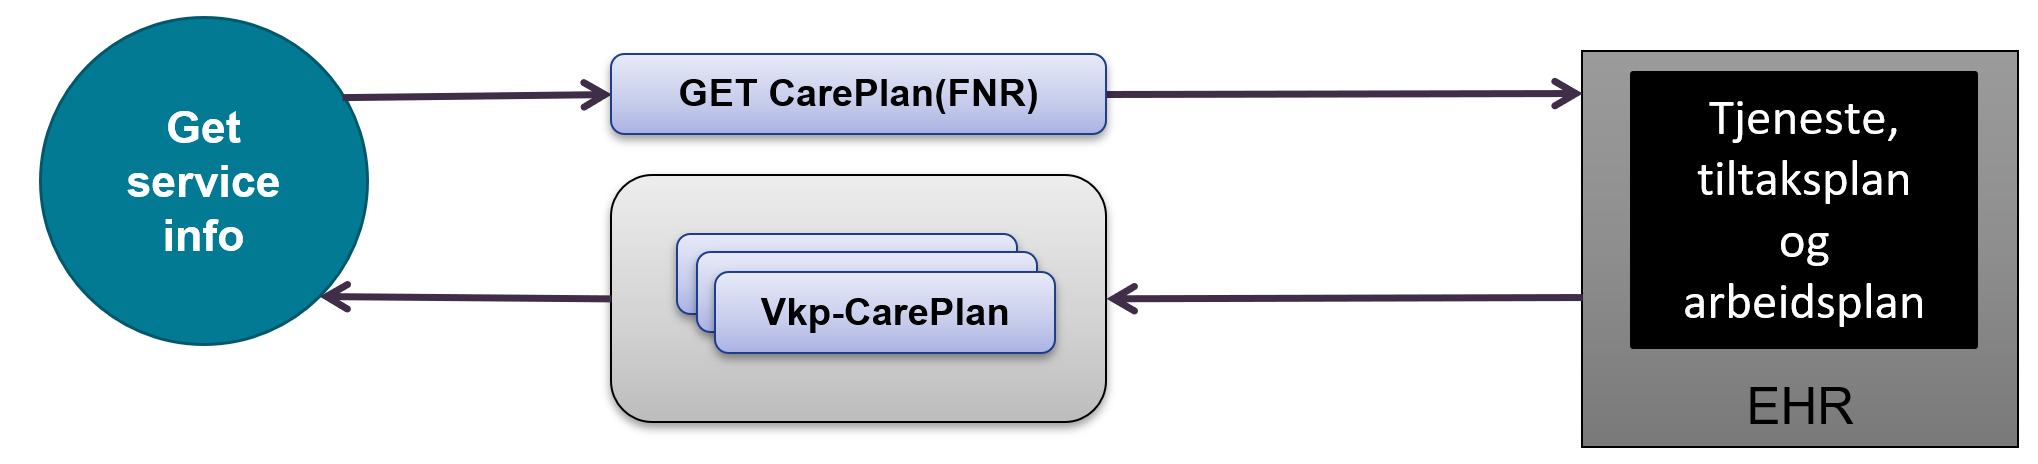 Get
service
info
GET CarePlan(FNR)
Vkp-CarePlan
Tjeneste,
tiltaksplan
og
arbeidsplan
EHR